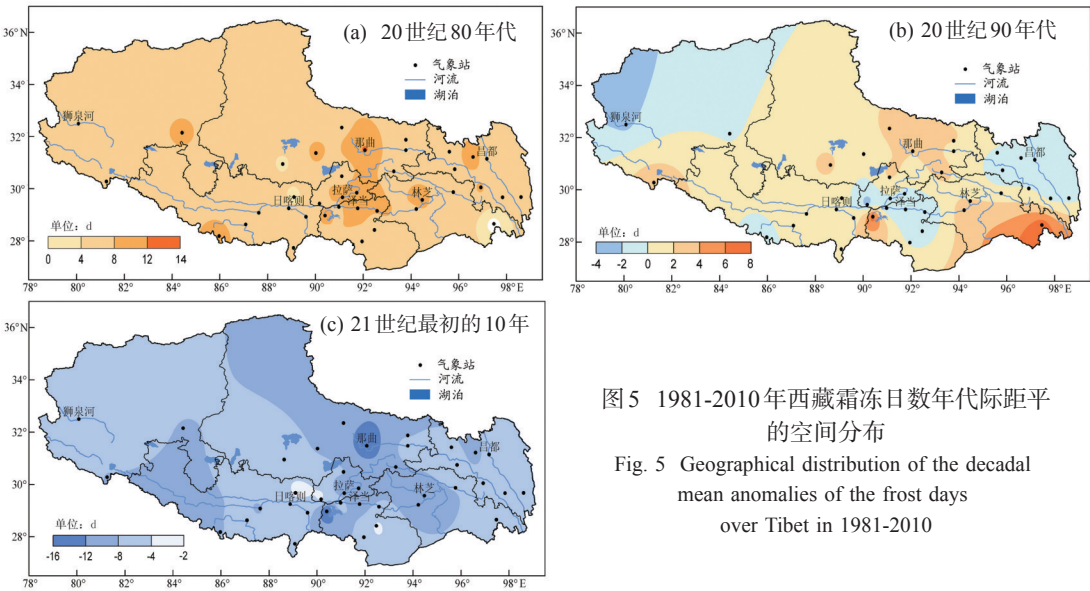 (a) 20世纪80年代
36°N
34°
32°
30°
28°
气象站
河流
湖泊
狮泉河
那曲
昌都
拉萨
林芝
日喀则
泽当
单位: d
0 4 8 12 14
78° 80° 82° 84° 86° 88° 90° 92° 94° 96° 98°E
(b) 20世纪90年代
36°N
34°
32°
30°
28°
气象站
河流
湖泊
狮泉河
那曲
昌都
拉萨
林芝
日喀则
泽当
单位: d
-4 -2 0 2 4 6 8
78° 80° 82° 84° 86° 88° 90° 92° 94° 96° 98°E
(c) 21世纪最初的10年
36°N
34°
32°
30°
28°
气象站
河流
湖泊
狮泉河
那曲
昌都
拉萨
林芝
日喀则
泽当
单位: d
-16 -12 -8 -4 -2
78° 80° 82° 84° 86° 88° 90° 92° 94° 96° 98°E
图5 1981-2010年西藏霜冻日数年代际距平
的空间分布
Fig. 5 Geographical distribution of the decadal
mean anomalies of the frost days
over Tibet in 1981-2010